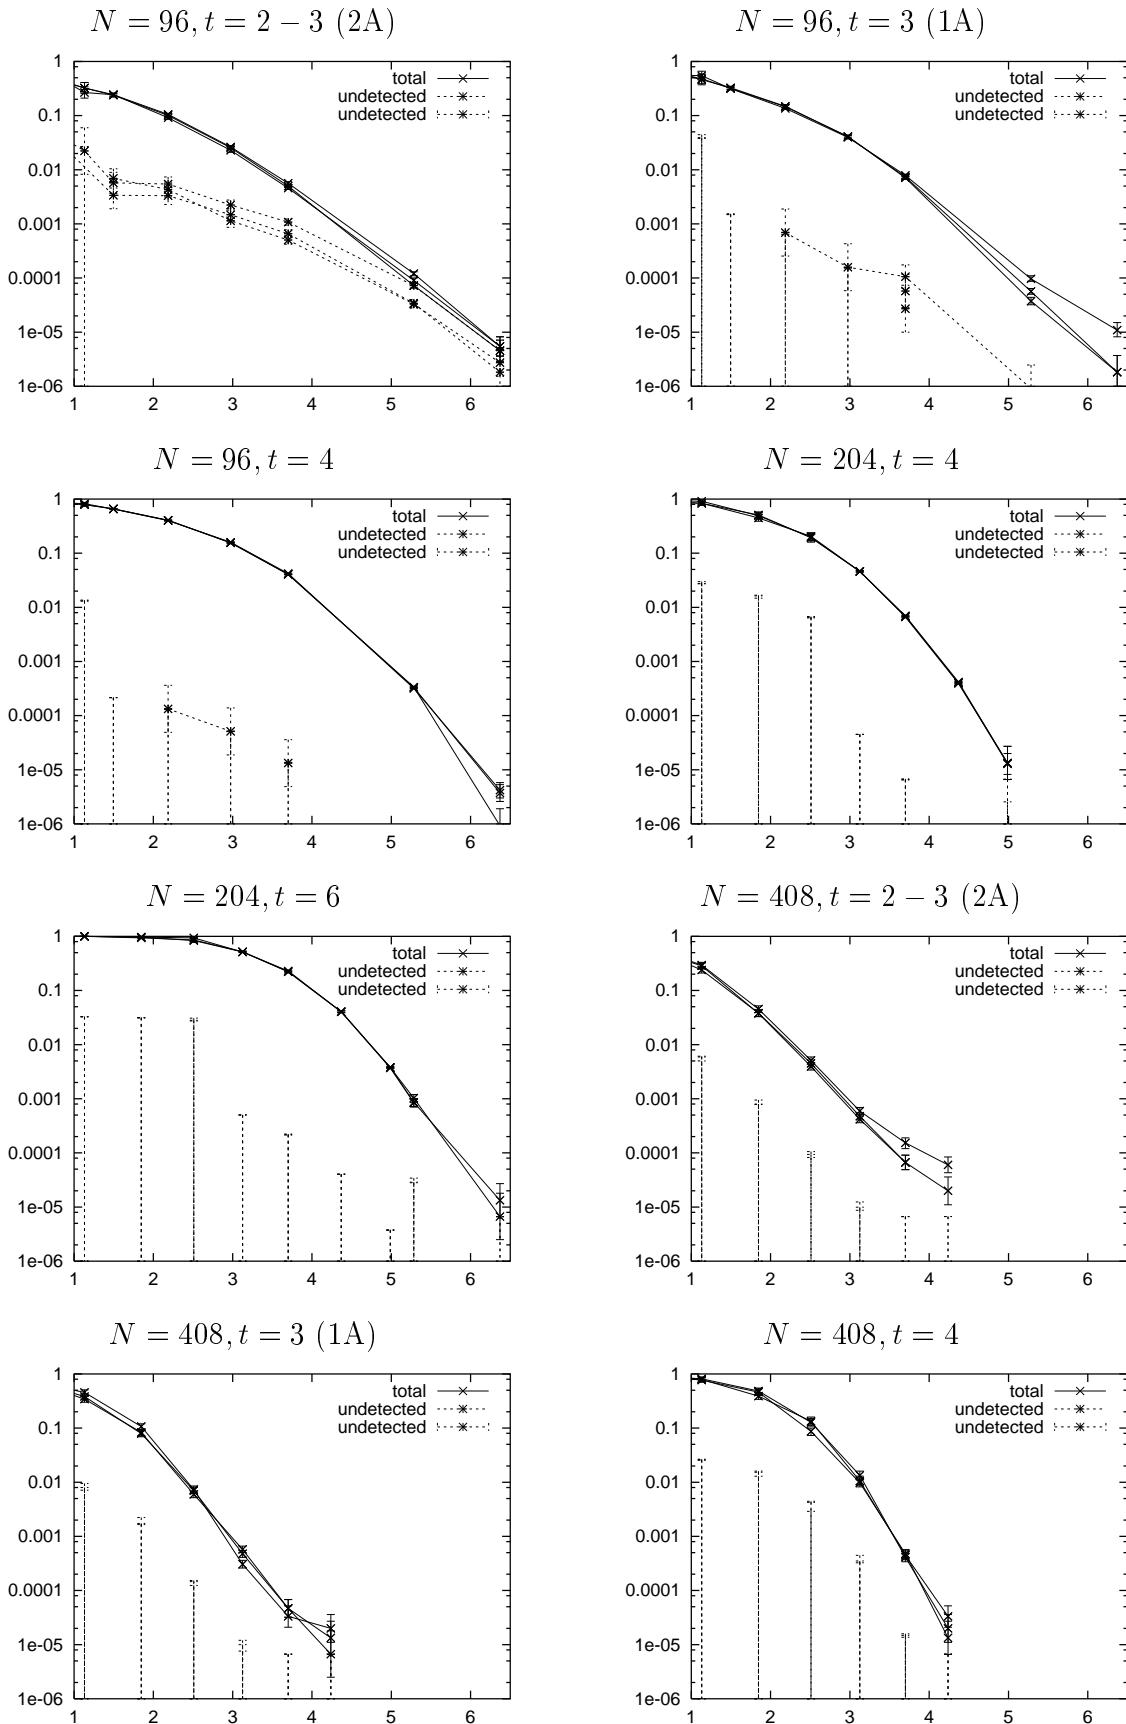 N = 96, t = 2 − 3 (2A)
1
0.1
0.01
0.001
0.0001
1e-05
1e-06
1 2 3 4 5 6
total
undetected
undetected
N = 96, t = 3 (1A)
1
0.1
0.01
0.001
0.0001
1e-05
1e-06
1 2 3 4 5 6
total
undetected
undetected
N = 96, t = 4
1
0.1
0.01
0.001
0.0001
1e-05
1e-06
1 2 3 4 5 6
total
undetected
undetected
N = 204, t = 4
1
0.1
0.01
0.001
0.0001
1e-05
1e-06
1 2 3 4 5 6
total
undetected
undetected
N = 204, t = 6
1
0.1
0.01
0.001
0.0001
1e-05
1e-06
1 2 3 4 5 6
total
undetected
undetected
N = 408, t = 2 − 3 (2A)
1
0.1
0.01
0.001
0.0001
1e-05
1e-06
1 2 3 4 5 6
total
undetected
undetected
N = 408, t = 3 (1A)
1
0.1
0.01
0.001
0.0001
1e-05
1e-06
1 2 3 4 5 6
total
undetected
undetected
N = 408, t = 4
1
0.1
0.01
0.001
0.0001
1e-05
1e-06
1 2 3 4 5 6
total
undetected
undetected